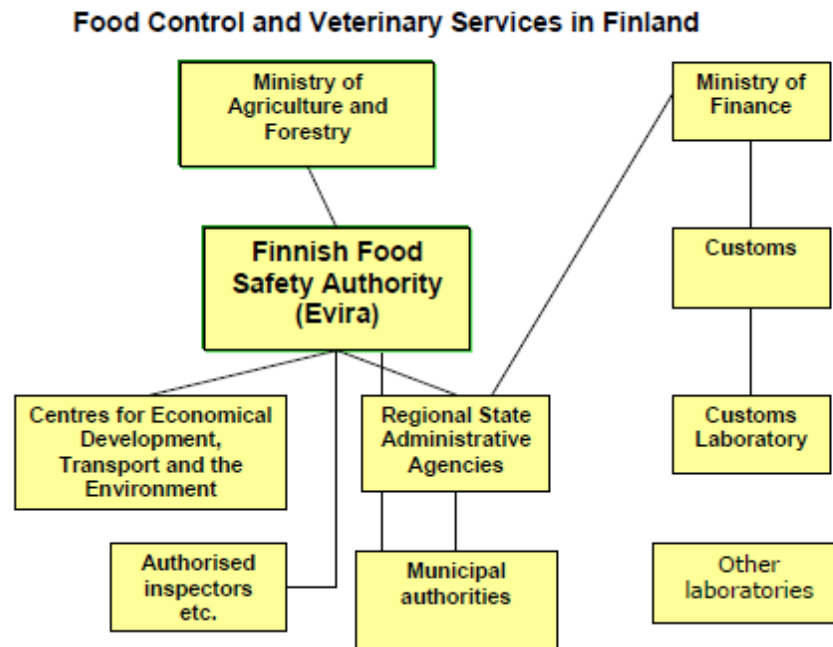 Food Control and Veterinary Services in Finland
Ministry of
Agriculture and
Forestry
Ministry of
Finance
Finnish Food
Safety Authority
(Evira)
Customs
Centres for Economical
Development,
Transport and the
Environment
Regional State
Administrative
Agencies
Customs
Laboratory
Authorised
inspectors
etc.
Municipal
authorities
Other
laboratories